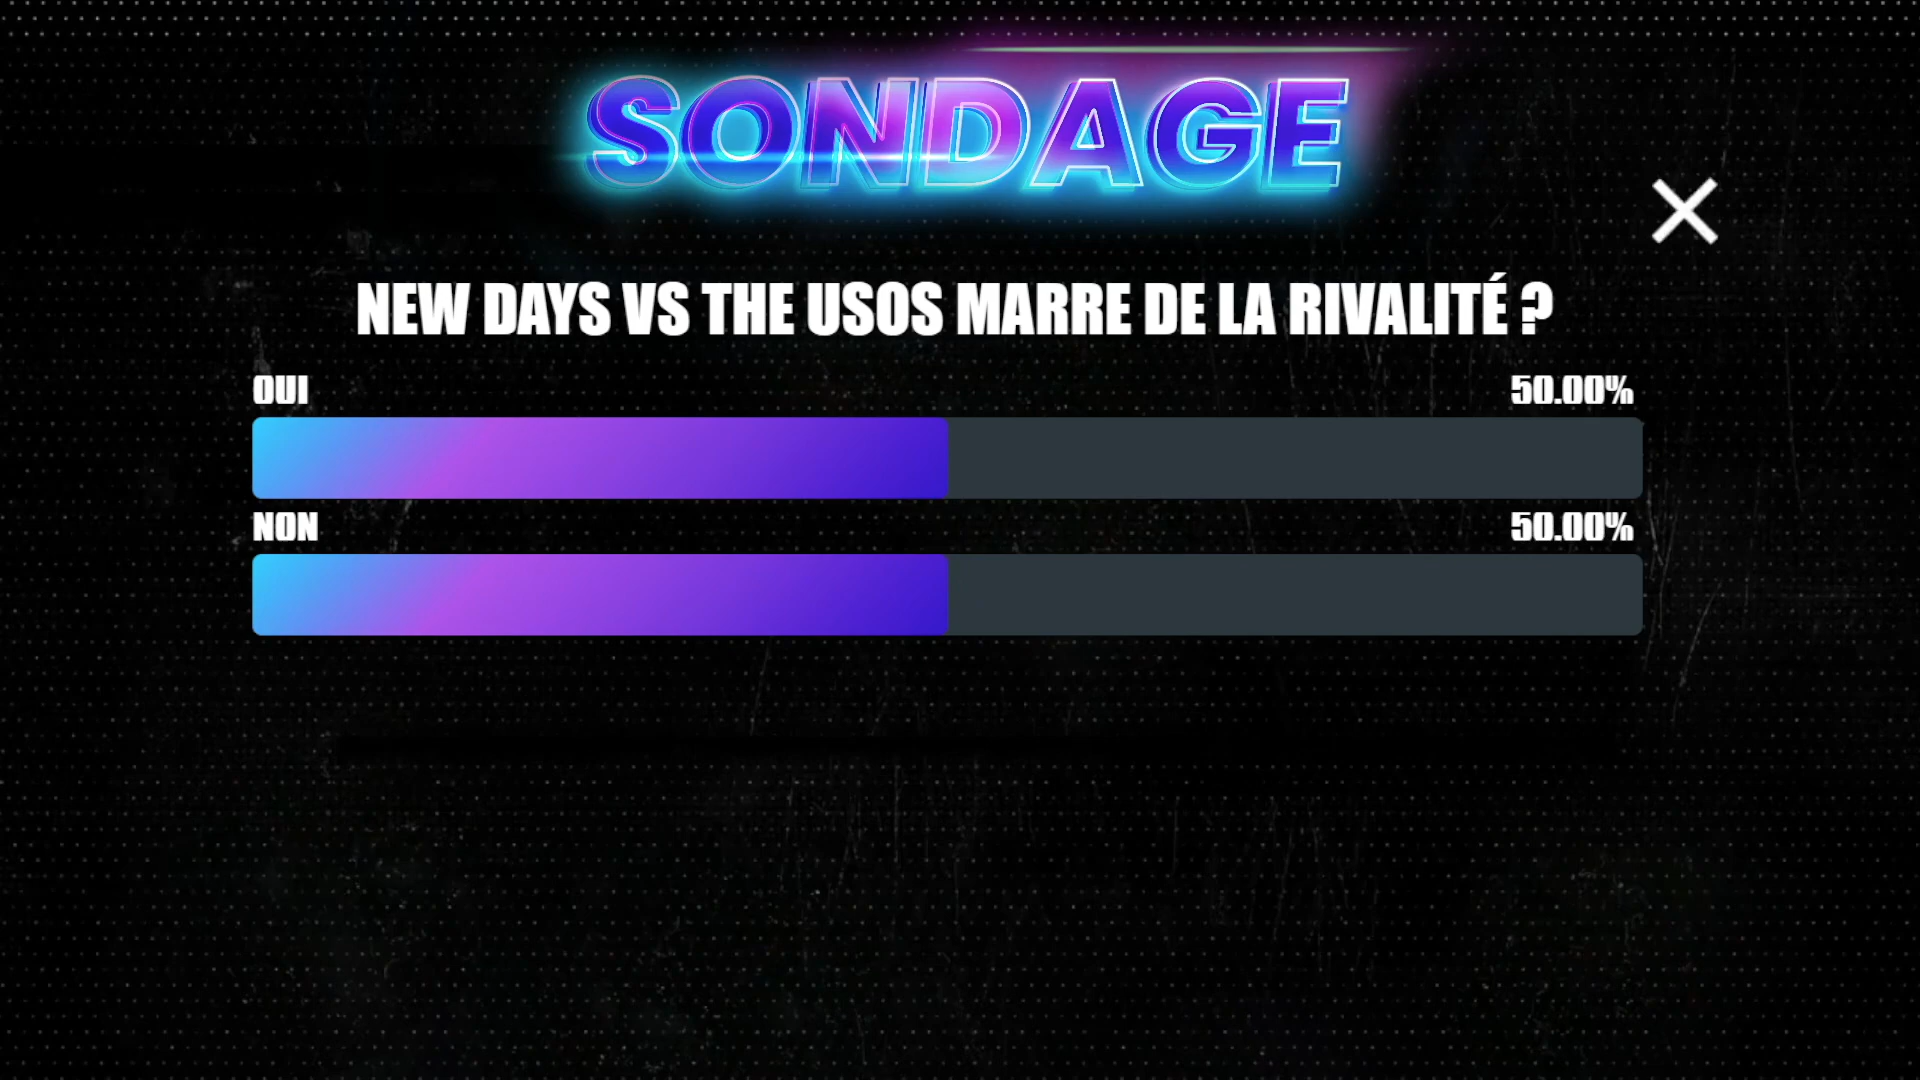 SONDAGE
NEW DAYS VS THE USOS MARRE DE LA RIVALITÉ ?
OUI 50.00%
NON 50.00%